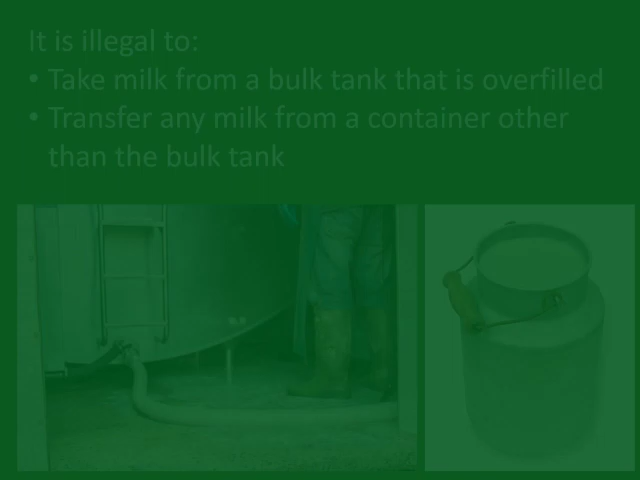 It is illegal to:
• Take milk from a bulk tank that is overfilled
• Transfer any milk from a container other
than the bulk tank